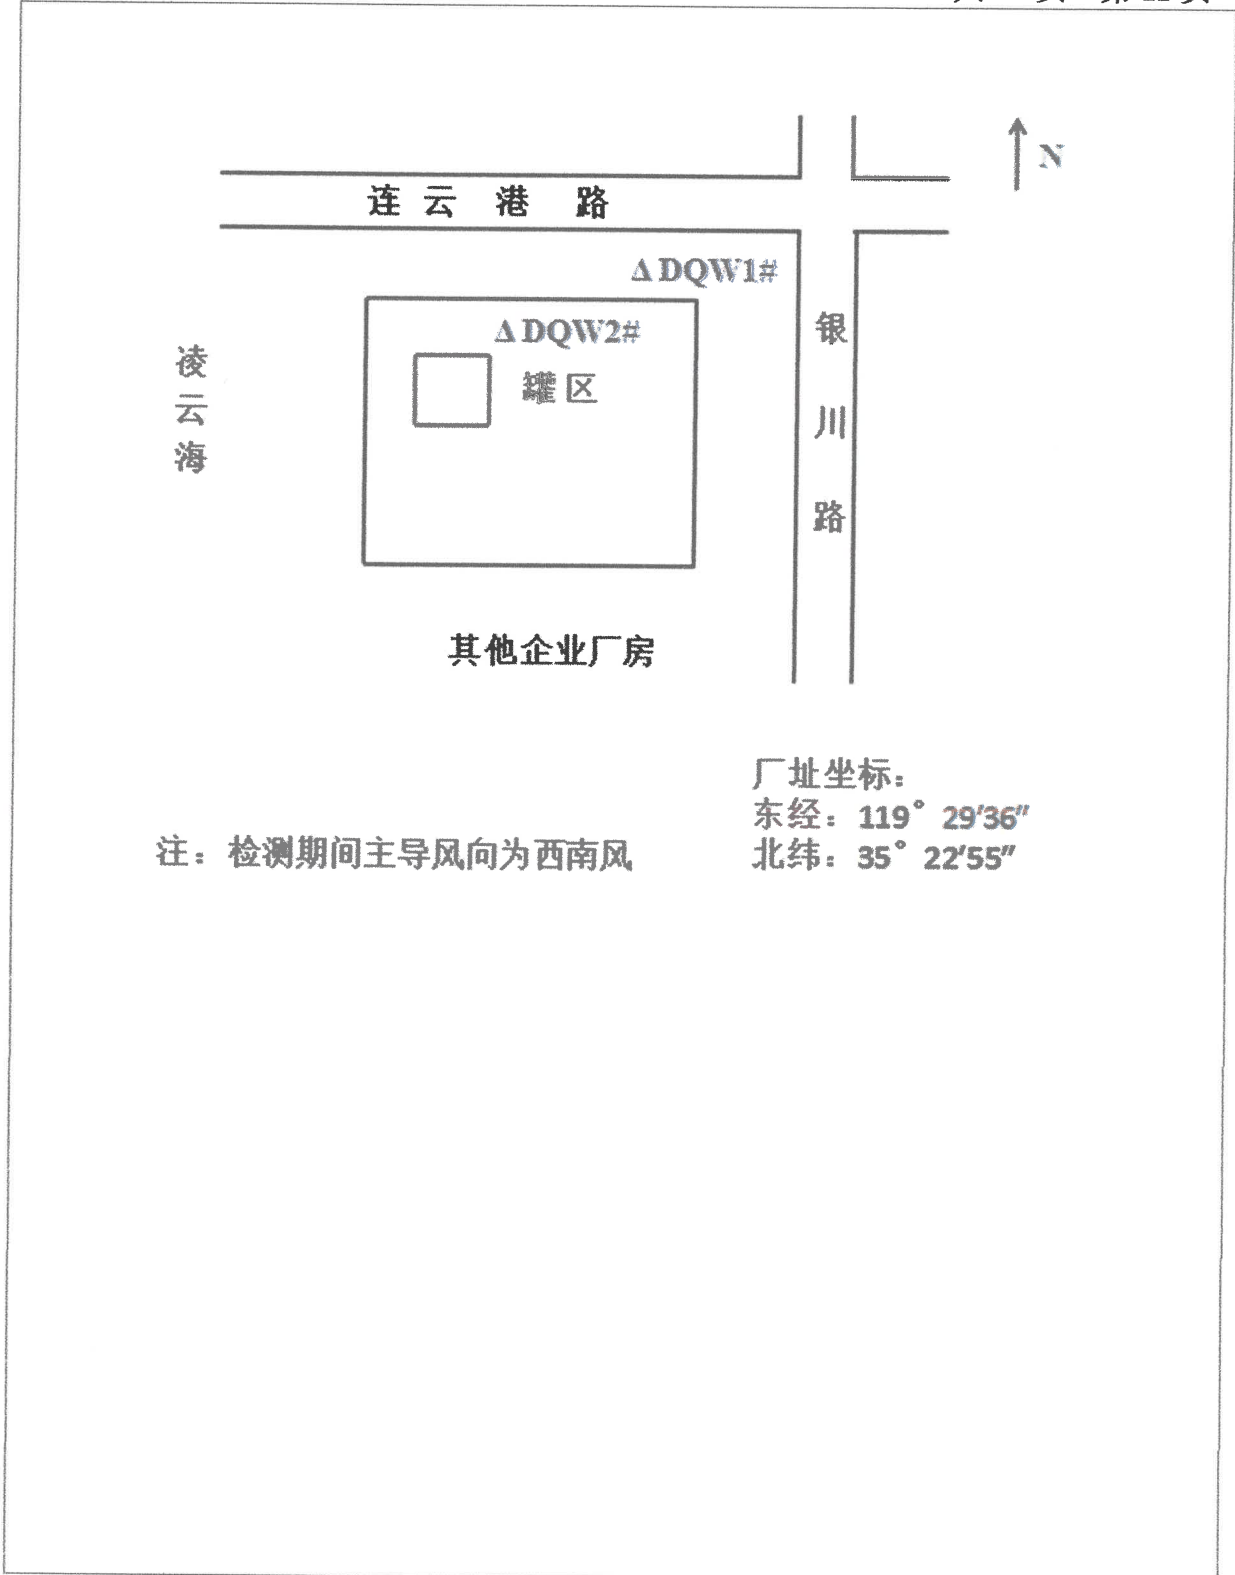 N
连云港路
Δ DQW1#
Δ DQW2#
罐区
凌云海
银川路
其他企业厂房
厂址坐标：
东经：119° 29′36″
北纬：35° 22′55″
注：检测期间主导风向为西南风